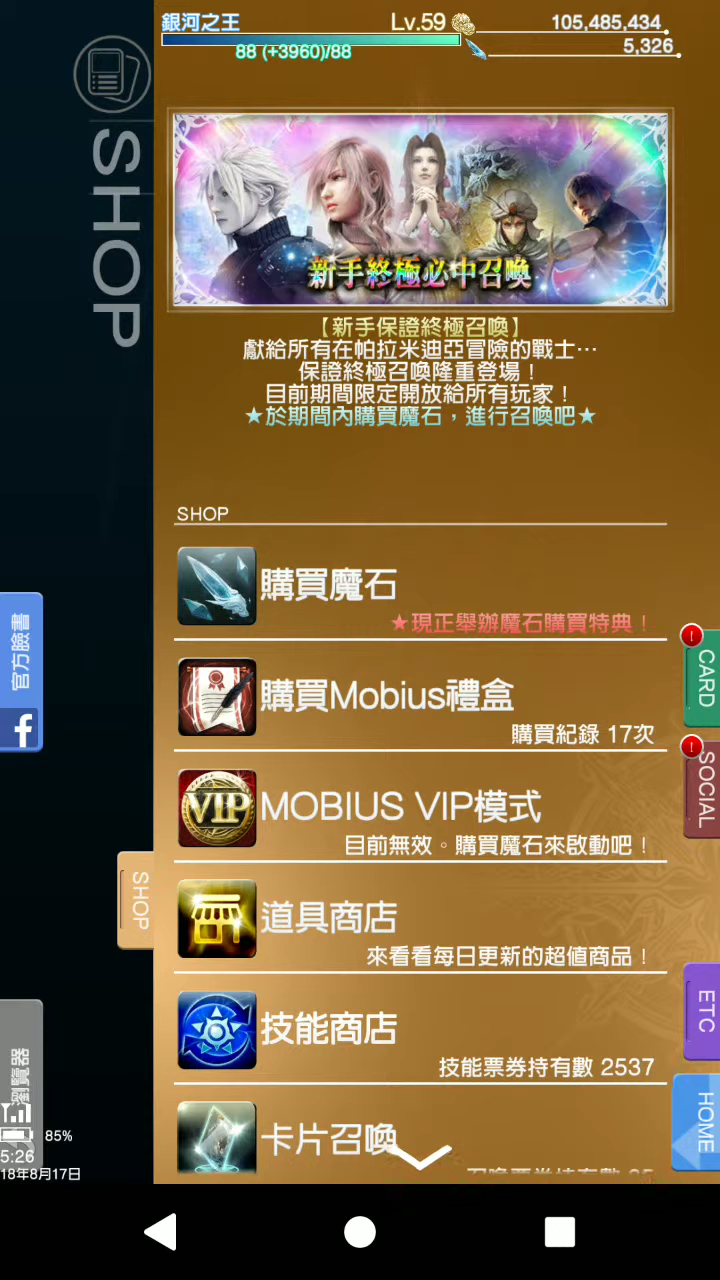 銀河之王
Lv.59
105,485,434
88 (+3960)/88
5,326
SHOP
新手終極必中召喚
【新手保證終極召喚】
獻給所有在帕拉米迪亞冒險的戰士…
保證終極召喚隆重登場！
目前期間限定開放給所有玩家！
★於期間內購買魔石，進行召喚吧★
SHOP
購買魔石
★現正舉辦魔石購買特典！
購買Mobius禮盒
購買紀錄 17次
VIP
MOBIUS VIP模式
目前無效。購買魔石來啟動吧！
道具商店
來看看每日更新的超值商品！
技能商店
技能票券持有數 2537
卡片召喚
官方臉書
f
SHOP
瀏覽器
85%
5:26
18年8月17日
!
CARD
!
SOCIAL
ETC
HOME